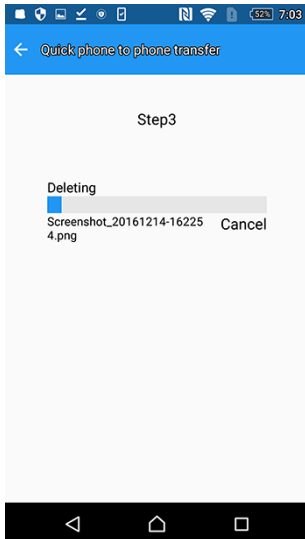 52% 7:03
Quick phone to phone transfer
Step3
Deleting
Screenshot_20161214-16225
4.png
Cancel